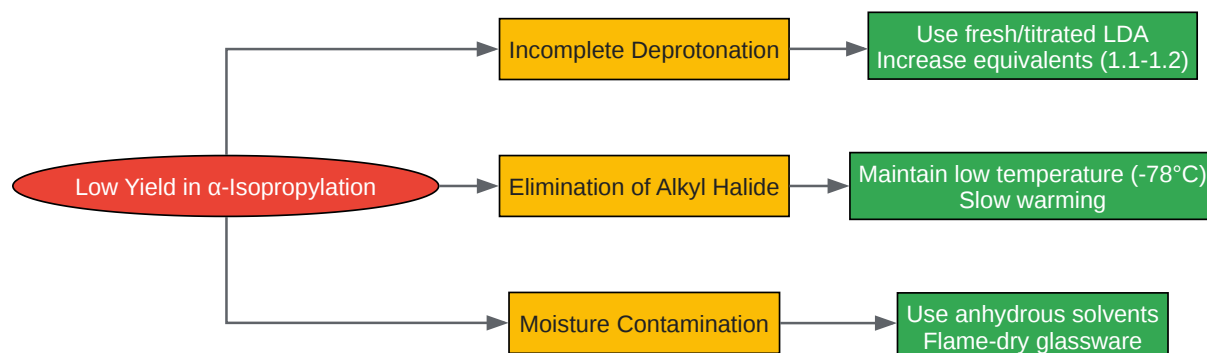 Incomplete Deprotonation
Use fresh/titrated LDA
Increase equivalents (1.1-1.2)
Low Yield in α-Isopropylation
Elimination of Alkyl Halide
Maintain low temperature (-78°C)
Slow warming
Moisture Contamination
Use anhydrous solvents
Flame-dry glassware